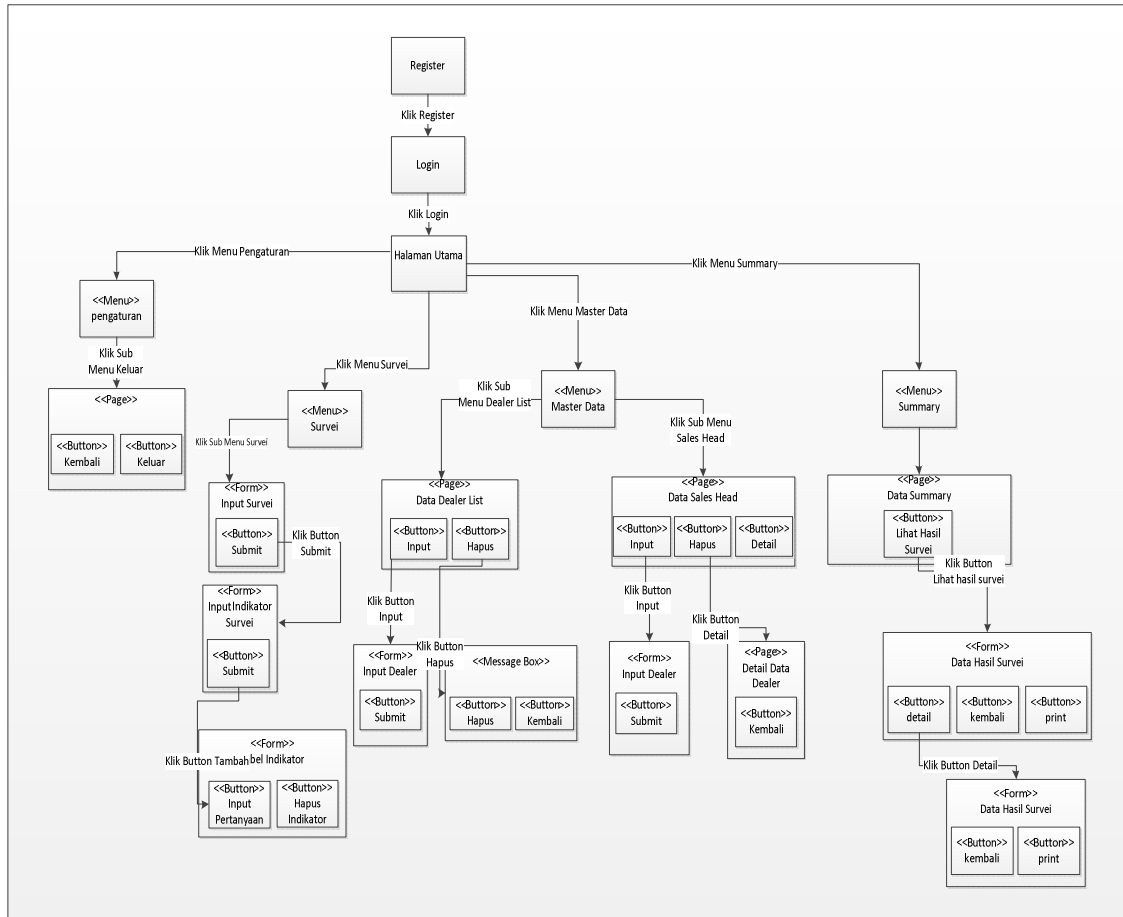 Register
Klik Register
Login
Klik Login
Halaman Utama
Klik Menu Pengaturan
Klik Menu Summary
<<Menu>>
pengaturan
Klik Menu Master Data
Klik Sub
Menu Keluar
Klik Menu Survei
<<Page>>
<<Button>>
Kembali
<<Button>>
Keluar
<<Menu>>
Survei
Klik Sub Menu Survei
<<Form>>
Input Survei
<<Button>>
Submit
Klik Button
Submit
<<Form>>
Input Indikator
Survei
<<Button>>
Submit
Klik Button Tambah
<<Form>>
bel Indikator
<<Button>>
Input
Pertanyaan
<<Button>>
Hapus
Indikator
<<Menu>>
Master Data
Klik Sub
Menu Dealer List
<<Page>>
Data Dealer List
<<Button>>
Input
<<Button>>
Hapus
Klik Button
Input
<<Form>>
Input Dealer
<<Button>>
Submit
Klik Button
Hapus
<<Message Box>>
<<Button>>
Hapus
<<Button>>
Kembali
Klik Sub Menu
Sales Head
<<Page>>
Data Sales Head
<<Button>>
Input
<<Button>>
Hapus
<<Button>>
Detail
Klik Button
Input
<<Form>>
Input Dealer
<<Button>>
Submit
Klik Button
Detail
<<Page>>
Detail Data
Dealer
<<Button>>
Kembali
<<Menu>>
Summary
<<Page>>
Data Summary
<<Button>>
Lihat Hasil
Survei
Klik Button
Lihat hasil survei
<<Form>>
Data Hasil Survei
<<Button>>
detail
<<Button>>
kembali
<<Button>>
print
Klik Button Detail
<<Form>>
Data Hasil Survei
<<Button>>
kembali
<<Button>>
print